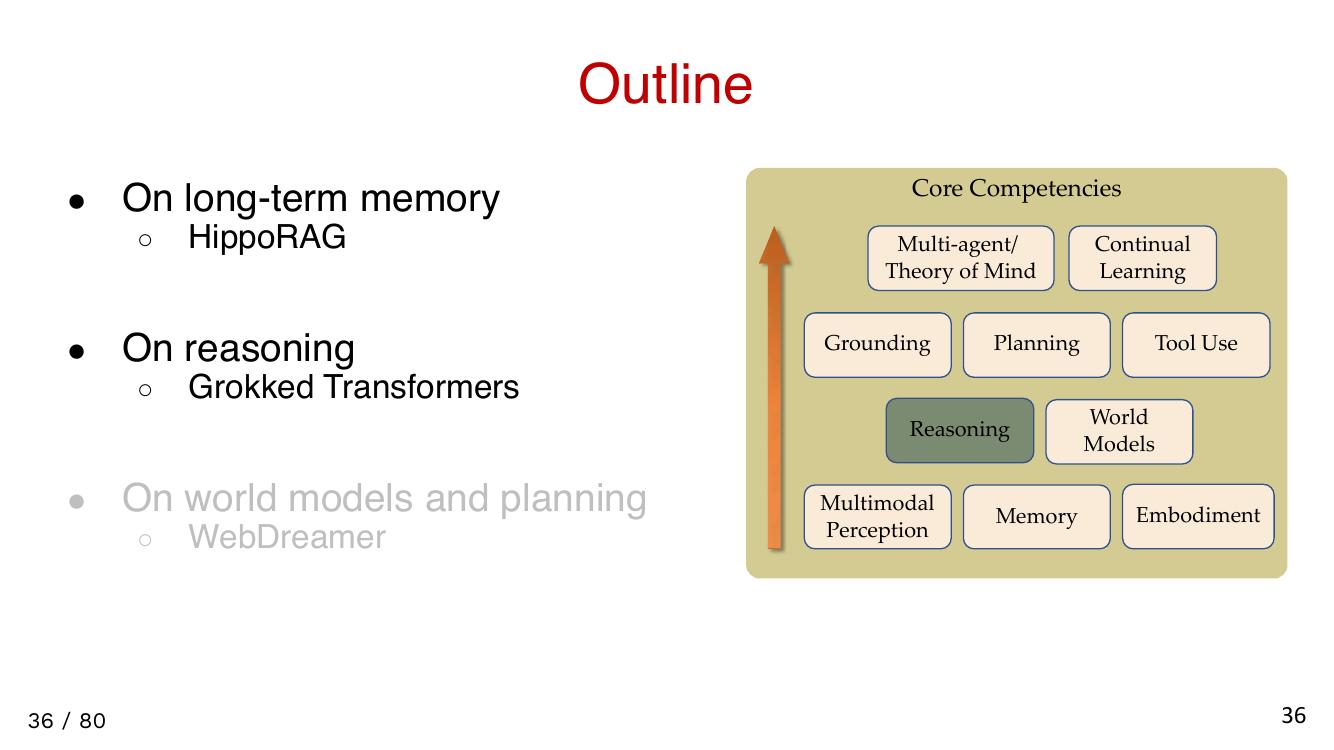 Outline
● On long-term memory
○ HippoRAG
● On reasoning
○ Grokked Transformers
● On world models and planning
○ WebDreamer
Core Competencies
Multi-agent/
Theory of Mind
Continual
Learning
Grounding
Planning
Tool Use
Reasoning
World
Models
Multimodal
Perception
Memory
Embodiment
36 / 80
36